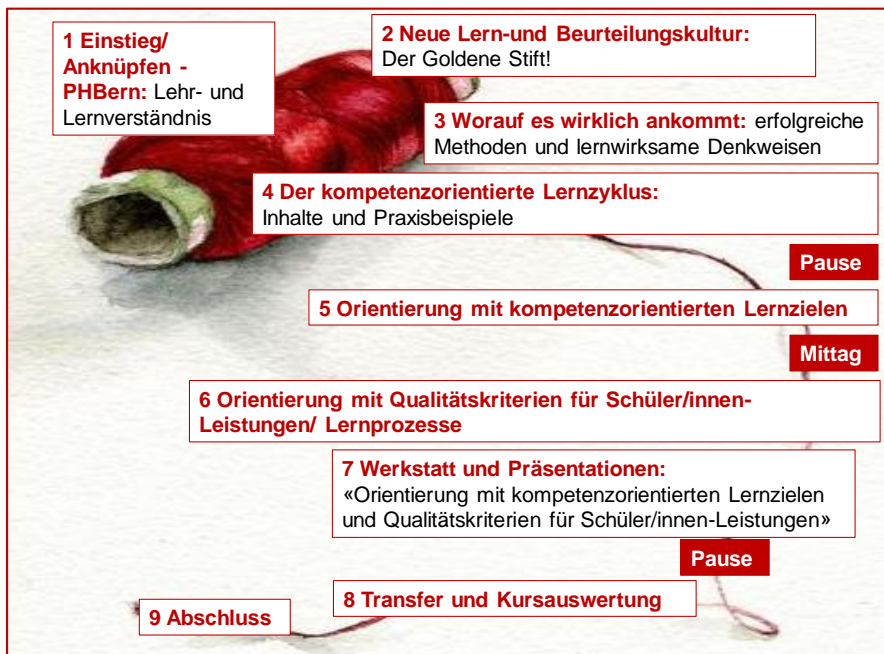 1 Einstieg/
Anknüpfen -
PHBern: Lehr- und
Lernverständnis
2 Neue Lern-und Beurteilungskultur:
Der Goldene Stift!
3 Worauf es wirklich ankommt: erfolgreiche
Methoden und lernwirksame Denkweisen
4 Der kompetenzorientierte Lernzyklus:
Inhalte und Praxisbeispiele
Pause
5 Orientierung mit kompetenzorientierten Lernzielen
Mittag
6 Orientierung mit Qualitätskriterien für Schüler/innen-
Leistungen/ Lernprozesse
7 Werkstatt und Präsentationen:
«Orientierung mit kompetenzorientierten Lernzielen
und Qualitätskriterien für Schüler/innen-Leistungen»
Pause
8 Transfer und Kursauswertung
9 Abschluss